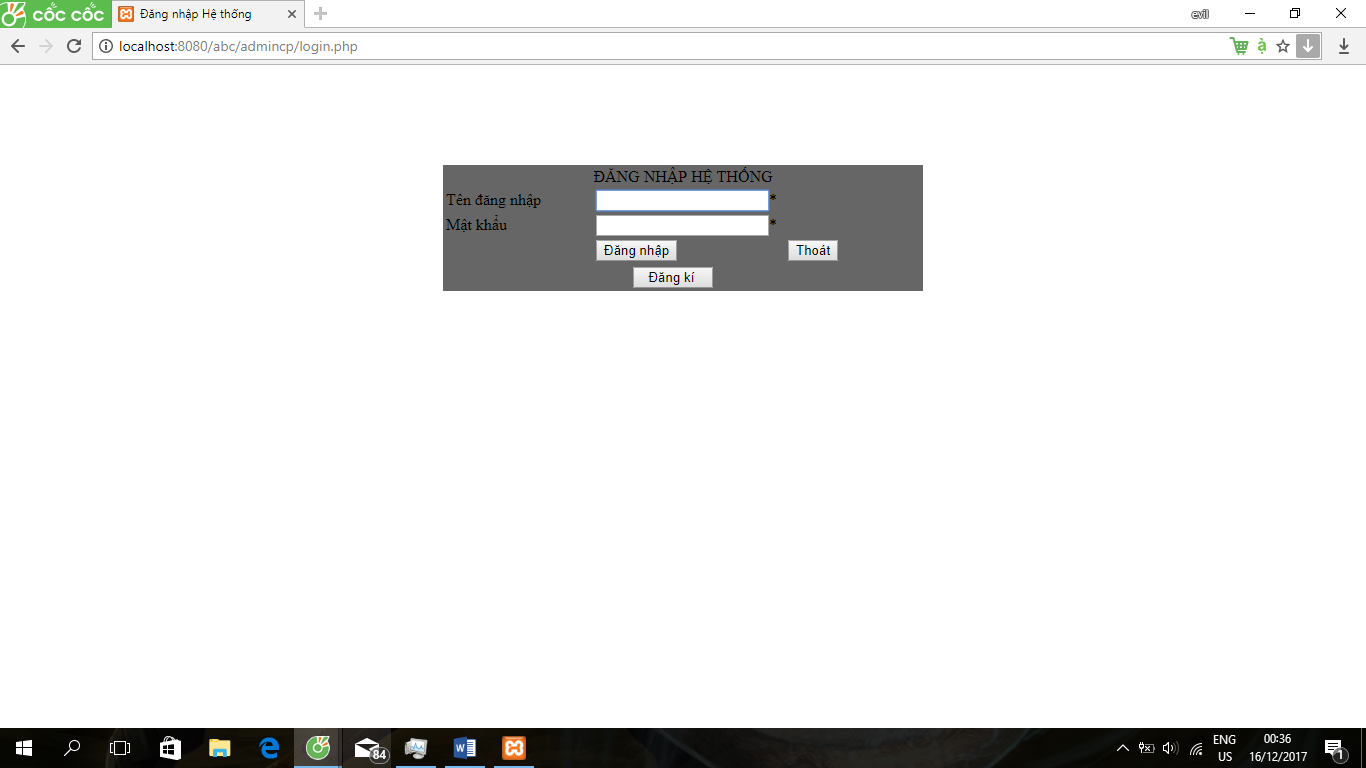 cốc cốc
Đăng nhập Hệ thống
evil
localhost:8080/abc/admincp/login.php
ĐĂNG NHẬP HỆ THỐNG
Tên đăng nhập *
Mật khẩu *
Đăng nhập Thoát
Đăng kí
84
ENG
US
00:36
16/12/2017
1